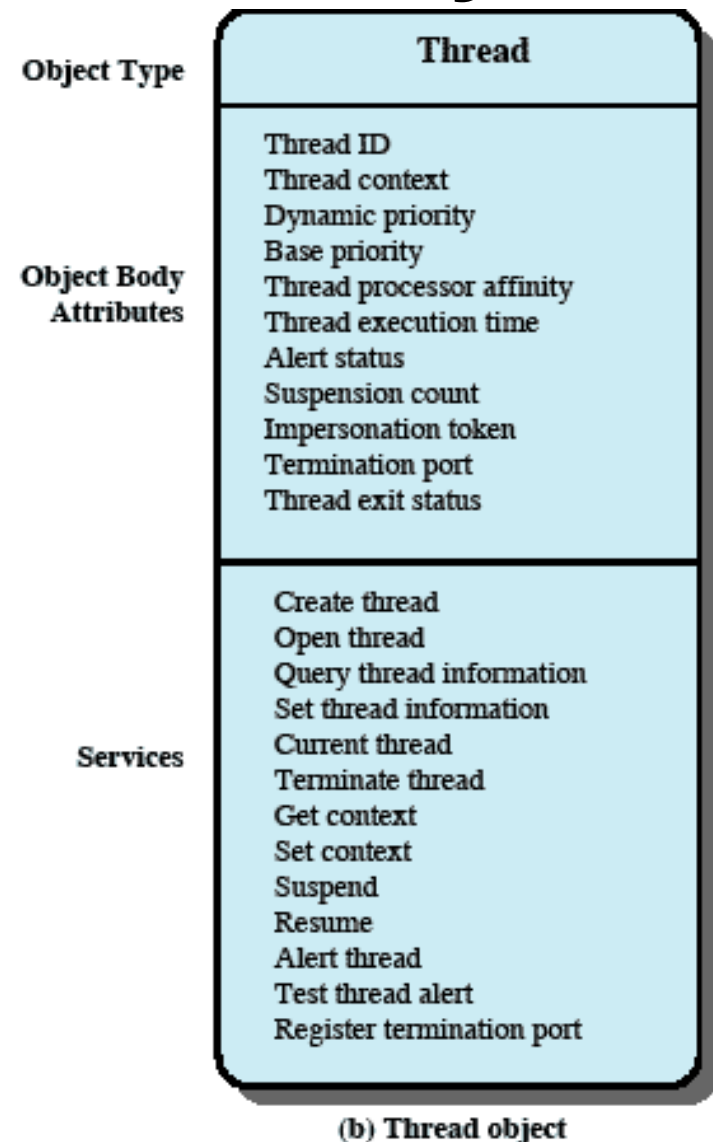 Object Type
Thread
Object Body
Attributes
Thread ID
Thread context
Dynamic priority
Base priority
Thread processor affinity
Thread execution time
Alert status
Suspension count
Impersonation token
Termination port
Thread exit status
Services
Create thread
Open thread
Query thread information
Set thread information
Current thread
Terminate thread
Get context
Set context
Suspend
Resume
Alert thread
Test thread alert
Register termination port
(b) Thread object